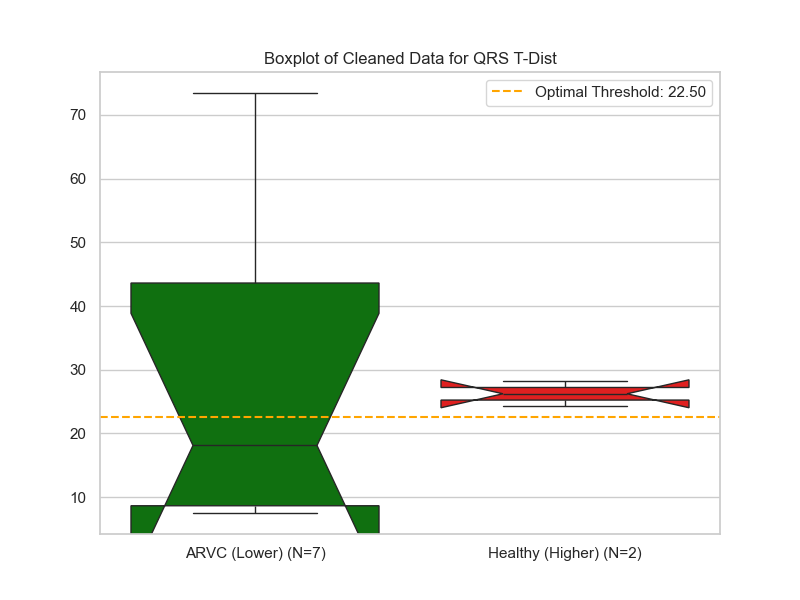 Boxplot of Cleaned Data for QRS T-Dist
Optimal Threshold: 22.50
70
60
50
40
30
20
10
ARVC (Lower) (N=7)
Healthy (Higher) (N=2)